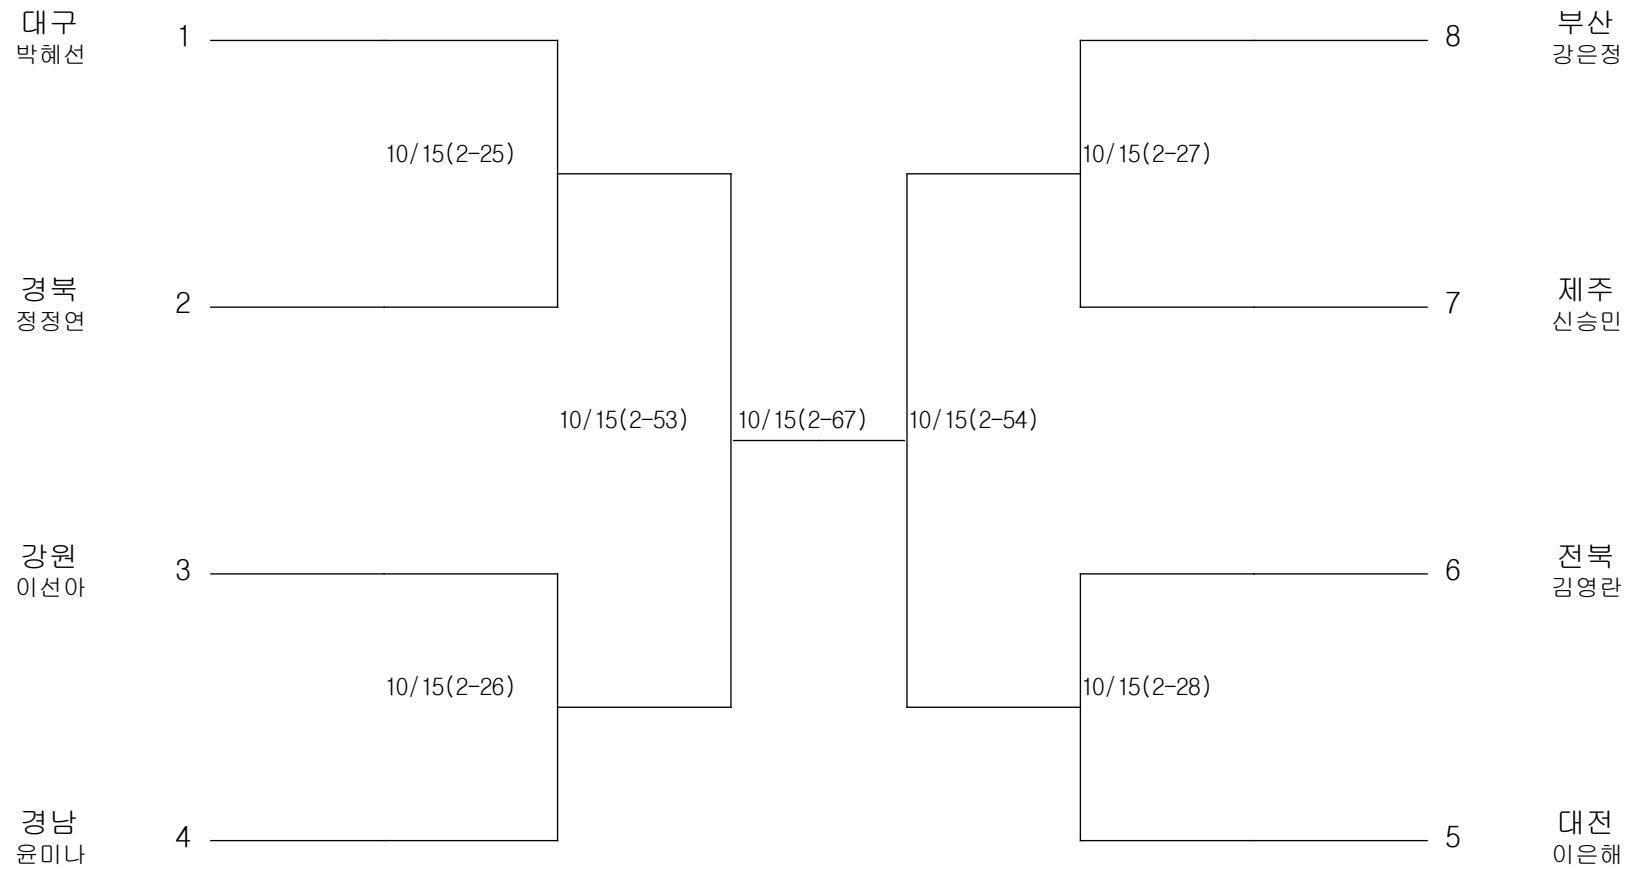 대구
박혜선
1
8
부산
강은정
10/15(2-25)
10/15(2-27)
경북
정정연
2
7
제주
신승민
10/15(2-53)
10/15(2-67)
10/15(2-54)
강원
이선아
3
6
전북
김영란
10/15(2-26)
10/15(2-28)
경남
윤미나
4
5
대전
이은해